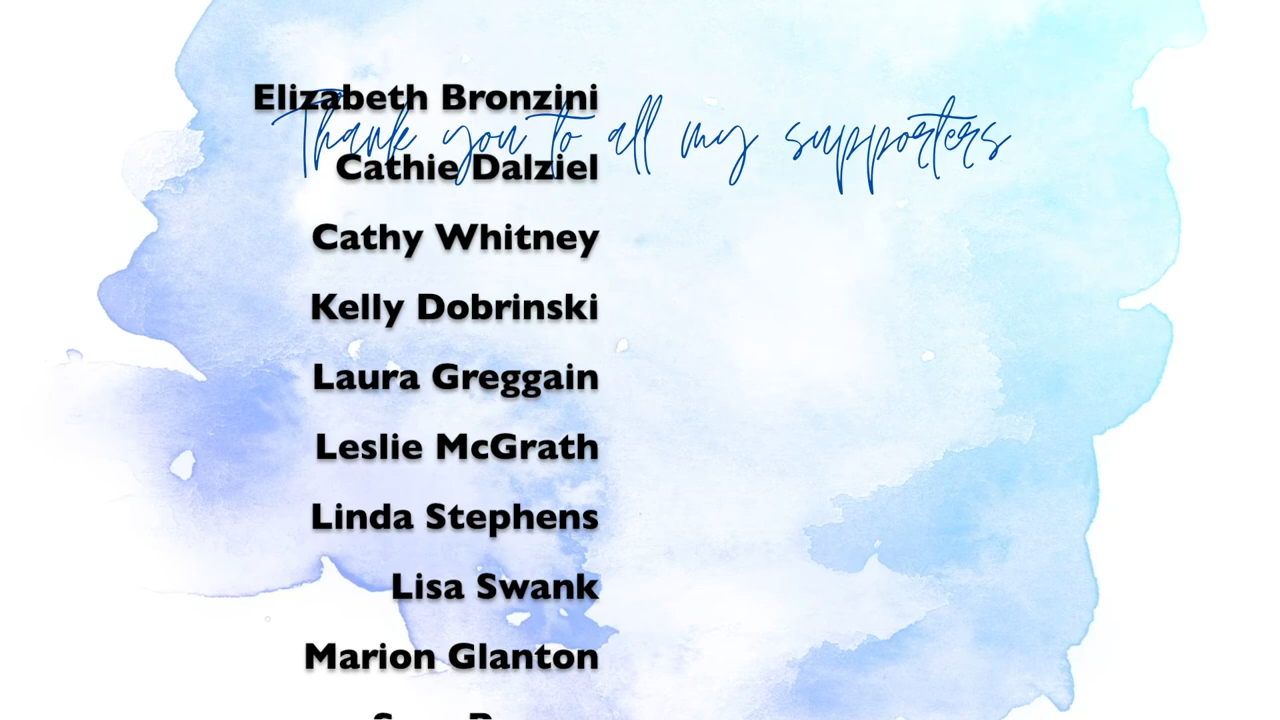 Elizabeth Bronzini
Thank you to all my supporters
Cathie Dalziel
Cathy Whitney
Kelly Dobrinski
Laura Greggain
Leslie McGrath
Linda Stephens
Lisa Swank
Marion Glanton